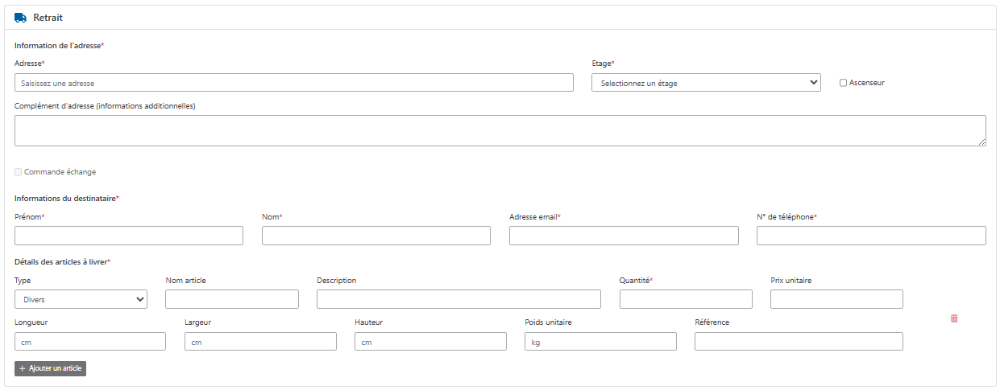 Retrait
Information de l'adresse*
Adresse* Etage*
Saisissez une adresse Selectionnez un étage Ascenseur
Complément d'adresse (informations additionnelles)
Commande échange
Informations du destinataire*
Prénom* Nom* Adresse email* N° de téléphone*
Détails des articles à livrer*
Type Nom article Description Quantité* Prix unitaire
Divers
Longueur Largeur Hauteur Poids unitaire Référence
cm cm cm kg
+ Ajouter un article